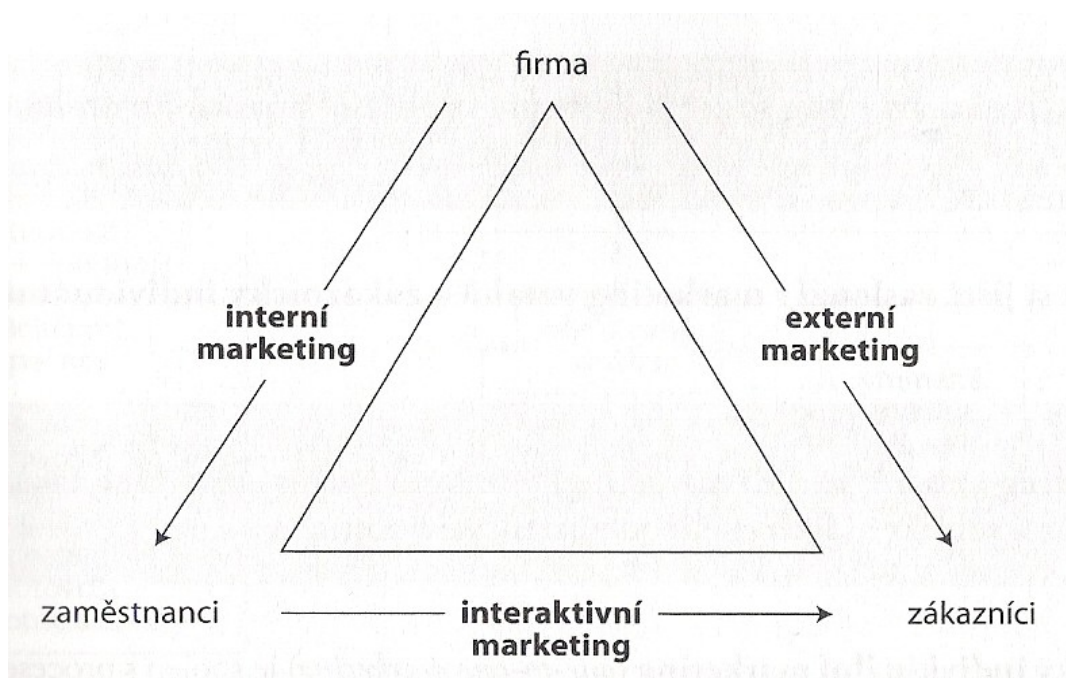 firma
interní
marketing
externí
marketing
zaměstnanci
interaktivní
marketing
zákazníci